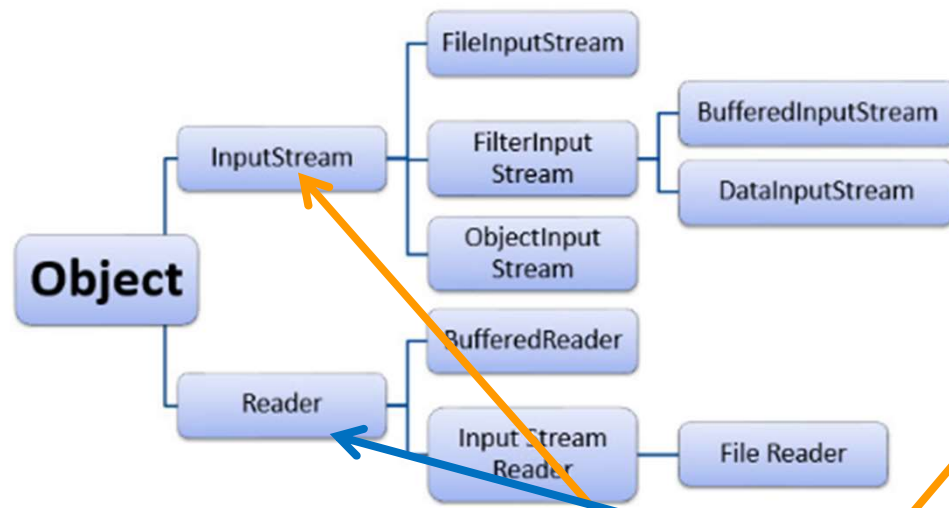 FileInputStream
BufferedInputStream
InputStream
FilterInput
Stream
DataInputStream
ObjectInput
Stream
Object
BufferedReader
Reader
Input Stream
Reader
File Reader